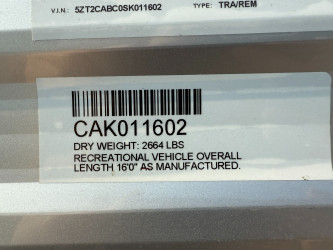 V.I.N.: 5ZT2CABC0SK011602 TYPE: TRA/REM
CAK011602
DRY WEIGHT: 2664 LBS
RECREATIONAL VEHICLE OVERALL
LENGTH 16'0" AS MANUFACTURED.